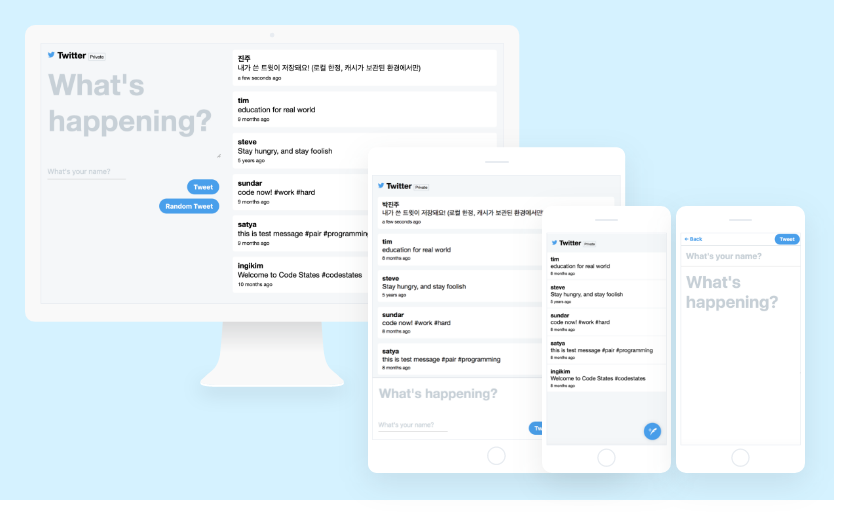 Twitter Private
What's
happening?
What's your name?
Tweet
Random Tweet
진주
내가 쓴 트윗이 저장돼요! (로컬 한정, 캐시가 보관된 환경에서만)
a few seconds ago
tim
education for real world
9 months ago
steve
Stay hungry, and stay foolish
5 years ago
sundar
code now! #work #hard
9 months ago
satya
this is test message #pair #programming
9 months ago
ingikim
Welcome to Code States #codestates
10 months ago
Twitter Private
박진주
내가 쓴 트윗이 저장돼요! (로컬 한정, 캐시가 보관된 환경에서만
a few seconds ago
tim
education for real world
8 months ago
steve
Stay hungry, and stay foolish
5 years ago
sundar
code now! #work #hard
8 months ago
satya
this is test message #pair #programming
8 months ago
What's happening?
What's your name?
Twitter Private
tim
education for real world
8 months ago
steve
Stay hungry, and stay foolish
5 years ago
sundar
code now! #work #hard
8 months ago
satya
this is test message #pair #programming
8 months ago
ingikim
Welcome to Code States #codestates
8 months ago
Back
Tweet
What's your name?
What's
happening?